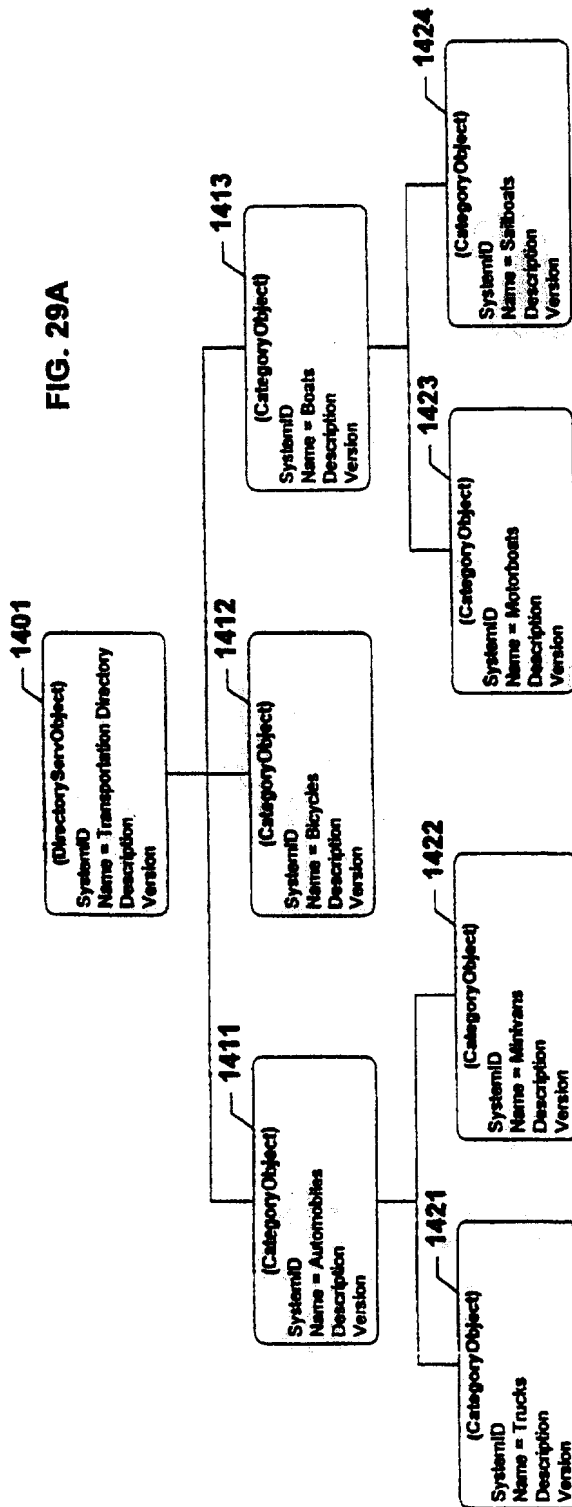 FIG. 29A
1401
(DirectoryServObject)
SystemID
Name = Transportation Directory
Description
Version
1411
(CategoryObject)
SystemID
Name = Automobiles
Description
Version
1412
(CategoryObject)
SystemID
Name = Bicycles
Description
Version
1413
(CategoryObject)
SystemID
Name = Boats
Description
Version
1421
(CategoryObject)
SystemID
Name = Trucks
Description
Version
1422
(CategoryObject)
SystemID
Name = Minivans
Description
Version
1423
(CategoryObject)
SystemID
Name = Motorboats
Description
Version
1424
(CategoryObject)
SystemID
Name = Sailboats
Description
Version